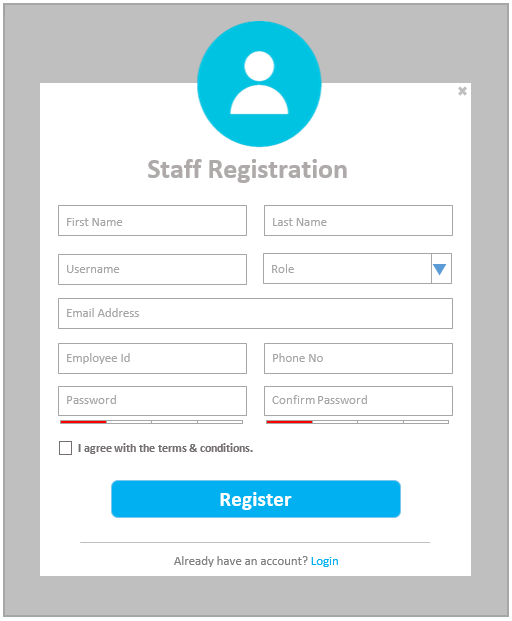 Staff Registration
First Name
Last Name
Username
Role
Email Address
Employee Id
Phone No
Password
Confirm Password
I agree with the terms & conditions.
Register
Already have an account? Login